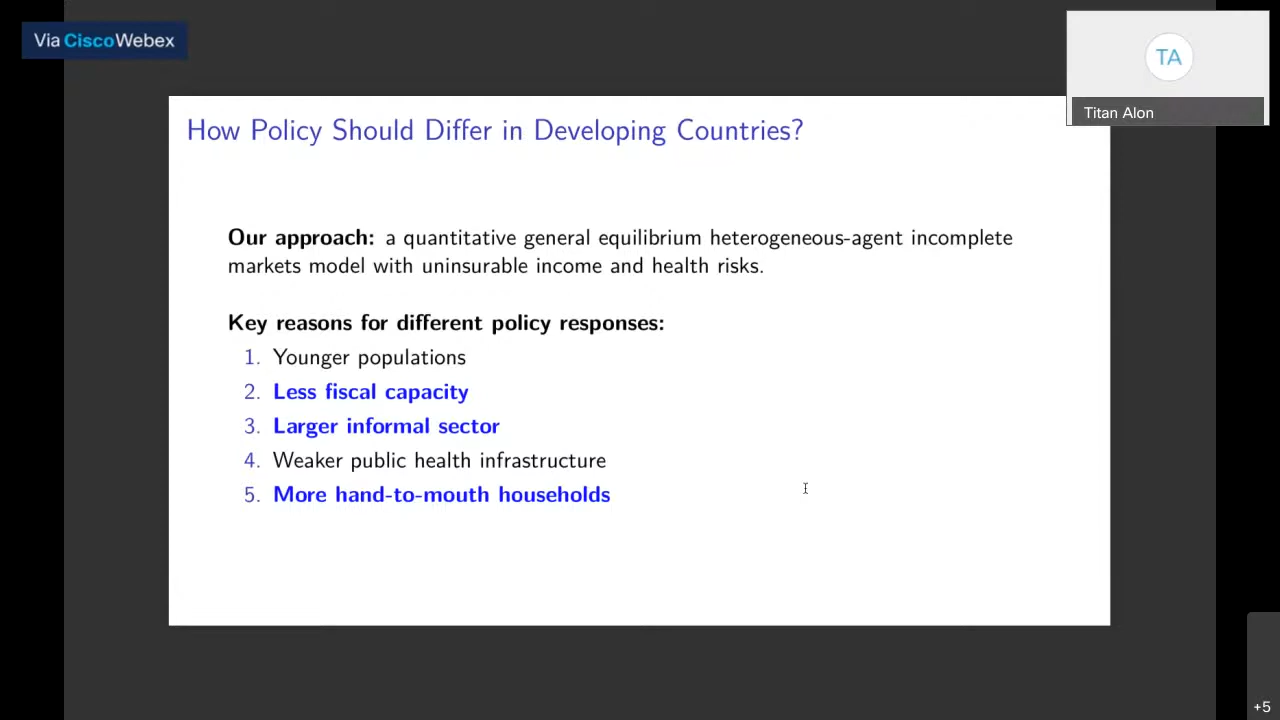 Via CiscoWebex
TA
Titan Alon
How Policy Should Differ in Developing Countries?
Our approach: a quantitative general equilibrium heterogeneous-agent incomplete
markets model with uninsurable income and health risks.
Key reasons for different policy responses:
1. Younger populations
2. Less fiscal capacity
3. Larger informal sector
4. Weaker public health infrastructure
5. More hand-to-mouth households
+5